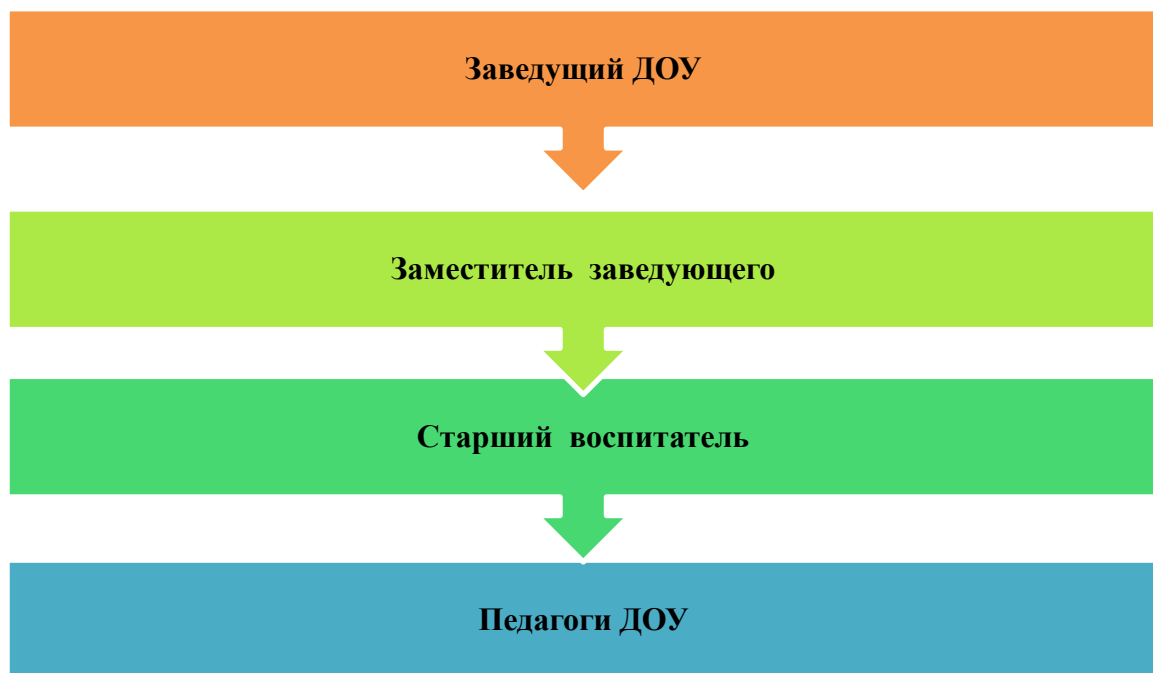 Заведущий ДОУ
Заместитель заведующего
Старший воспитатель
Педагоги ДОУ